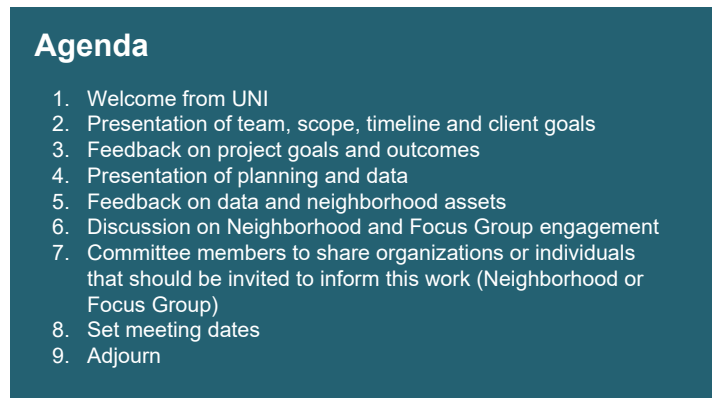 Agenda
1. Welcome from UNI
2. Presentation of team, scope, timeline and client goals
3. Feedback on project goals and outcomes
4. Presentation of planning and data
5. Feedback on data and neighborhood assets
6. Discussion on Neighborhood and Focus Group engagement
7. Committee members to share organizations or individuals
that should be invited to inform this work (Neighborhood or
Focus Group)
8. Set meeting dates
9. Adjourn